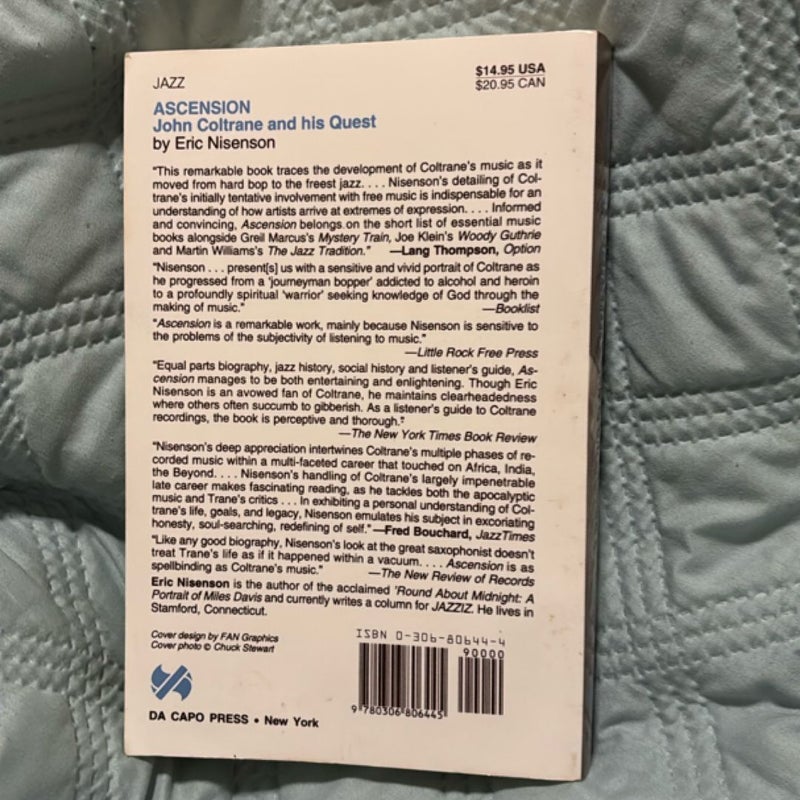 JAZZ
$14.95 USA
$20.95 CAN
ASCENSION
John Coltrane and his Quest
by Eric Nisenson
"This remarkable book traces the development of Coltrane's music as it
moved from hard bop to the freest jazz. . . . Nisenson's detailing of Col-
trane's initially tentative involvement with free music is indispensable for an
understanding of how artists arrive at extremes of expression. . . . Informed
and convincing, Ascension belongs on the short list of essential music
books alongside Greil Marcus's Mystery Train, Joe Klein's Woody Guthrie
and Martin Williams's The Jazz Tradition." —Lang Thompson, Option
"Nisenson . . . present[s] us with a sensitive and vivid portrait of Coltrane as
he progressed from a 'journeyman bopper' addicted to alcohol and heroin
to a profoundly spiritual 'warrior' seeking knowledge of God through the
making of music." —Booklist
"Ascension is a remarkable work, mainly because Nisenson is sensitive to
the problems of the subjectivity of listening to music."
—Little Rock Free Press
"Equal parts biography, jazz history, social history and listener's guide, As-
cension manages to be both entertaining and enlightening. Though Eric
Nisenson is an avowed fan of Coltrane, he maintains clearheadedness
where others often succumb to gibberish. As a listener's guide to Coltrane
recordings, the book is perceptive and thorough."
—The New York Times Book Review
"Nisenson's deep appreciation intertwines Coltrane's multiple phases of re-
corded music within a multi-faceted career that touched on Africa, India,
the Beyond. . . . Nisenson's handling of Coltrane's largely impenetrable
late career makes fascinating reading, as he tackles both the apocalyptic
music and Trane's critics . . . In exhibiting a personal understanding of Col-
trane's life, goals, and legacy, Nisenson emulates his subject in excoriating
honesty, soul-searching, redefining of self." —Fred Bouchard, JazzTimes
"Like any good biography, Nisenson's look at the great saxophonist doesn't
treat Trane's life as if it happened within a vacuum. . . . Ascension is as
spellbinding as Coltrane's music." —The New Review of Records
Eric Nisenson is the author of the acclaimed 'Round About Midnight: A
Portrait of Miles Davis and currently writes a column for JAZZIZ. He lives in
Stamford, Connecticut.
Cover design by FAN Graphics
Cover photo © Chuck Stewart
ISBN 0-306-80644-4
90000
9 780306 806445
DA CAPO PRESS • New York